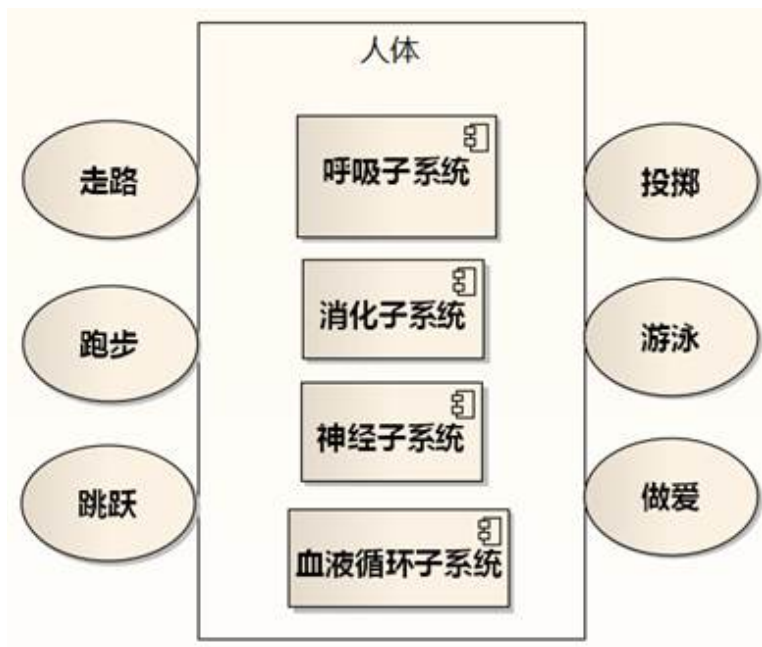 人体
走路
呼吸子系统
投掷
跑步
消化子系统
游泳
神经子系统
跳跃
做爱
血液循环子系统